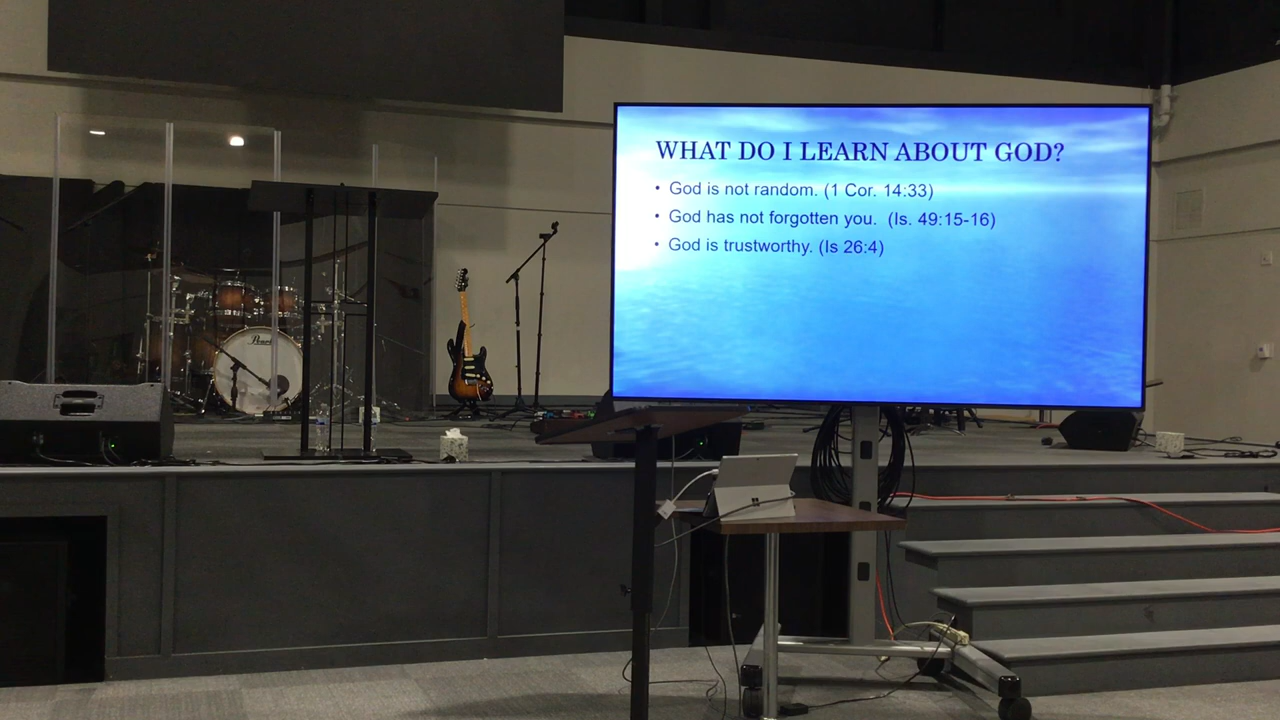 WHAT DO I LEARN ABOUT GOD?
• God is not random. (1 Cor. 14:33)
• God has not forgotten you.  (Is. 49:15-16)
• God is trustworthy. (Is 26:4)
Pearl